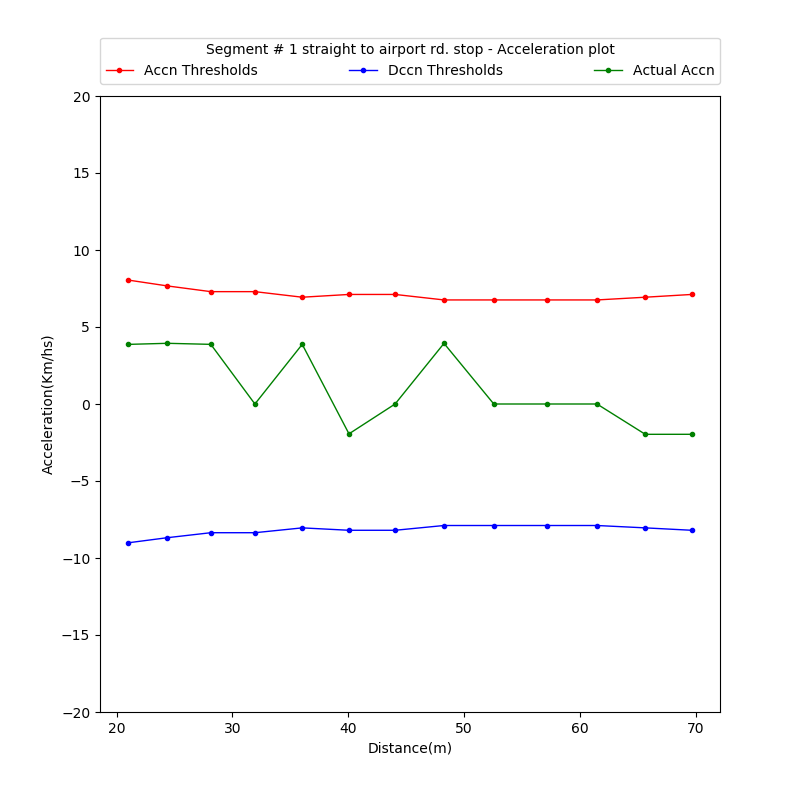 Segment # 1 straight to airport rd. stop - Acceleration plot
Accn Thresholds Dccn Thresholds Actual Accn
20
15
10
5
0
−5
−10
−15
−20
Acceleration(Km/hs)
20 30 40 50 60 70
Distance(m)